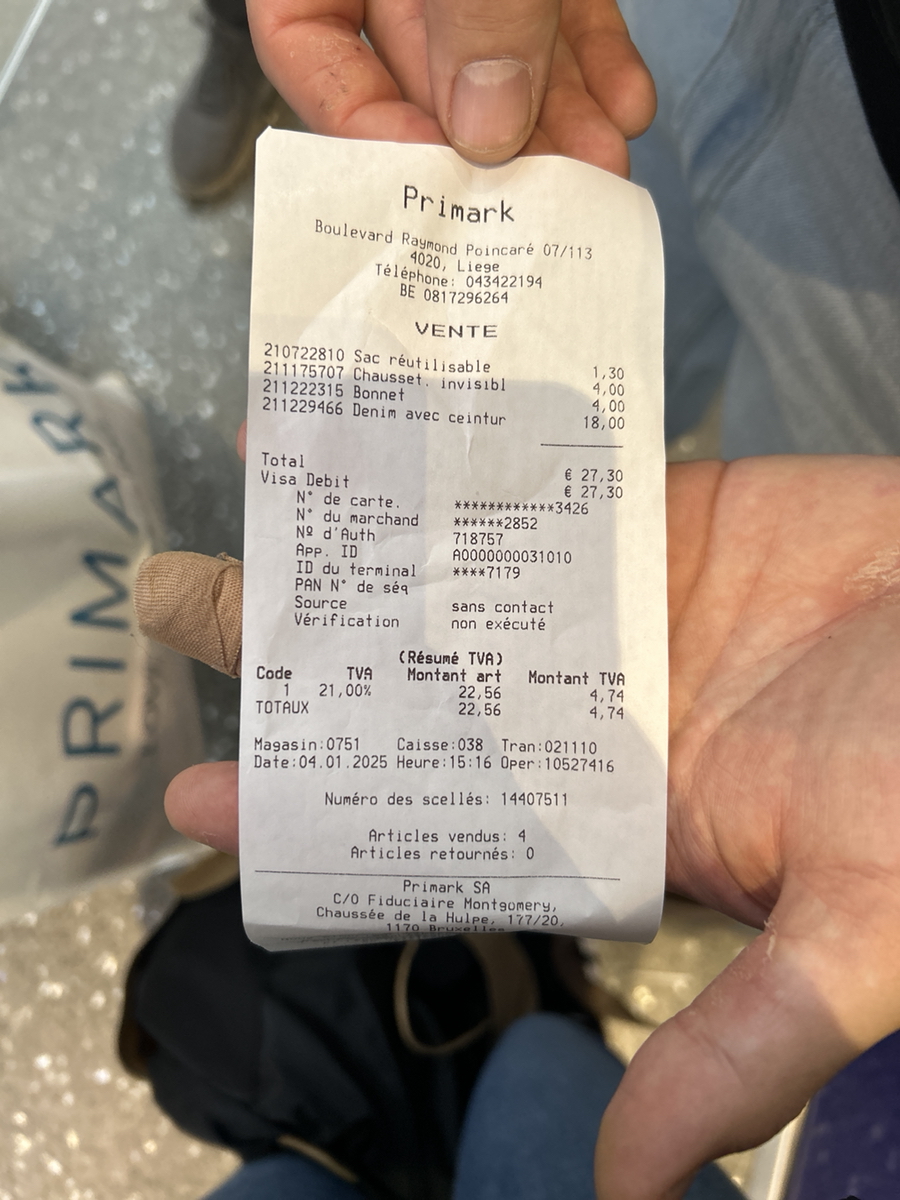 Primark
Boulevard Raymond Poincaré 07/113
4020, Liege
Téléphone: 043422194
BE 0817296264
VENTE
210722810 Sac réutilisable 1,30
211175707 Chausset. invisibl 4,00
211222315 Bonnet 4,00
211229466 Denim avec ceintur 18,00
Total € 27,30
Visa Debit € 27,30
N° de carte. ************3426
N° du marchand ******2852
Nº d'Auth 718757
App. ID A0000000031010
ID du terminal ****7179
PAN N° de séq
Source sans contact
Vérification non exécuté
(Résumé TVA)
Code TVA Montant art Montant TVA
1 21,00% 22,56 4,74
TOTAUX 22,56 4,74
Magasin:0751 Caisse:038 Tran:021110
Date:04.01.2025 Heure:15:16 Oper:10527416
Numéro des scellés: 14407511
Articles vendus: 4
Articles retournés: 0
Primark SA
C/O Fiduciaire Montgomery,
Chaussée de la Hulpe, 177/20,
1170 Bruxelles
PRIMARK